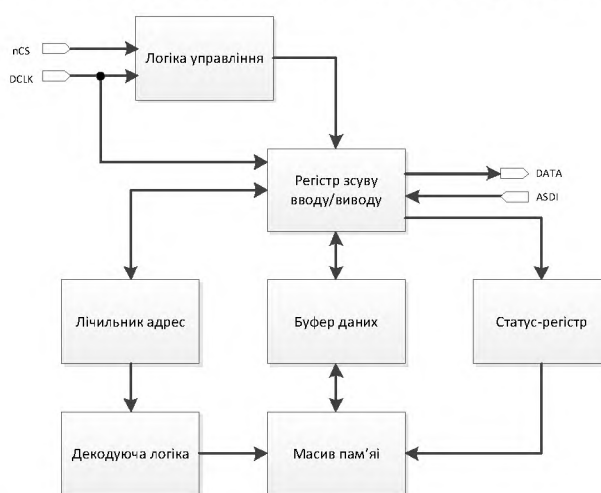 nCS
DCLK
Логіка управління
Регістр зсуву
вводу/виводу
DATA
ASDI
Лічильник адрес
Буфер даних
Статус-регістр
Декодуюча логіка
Масив пам’яі